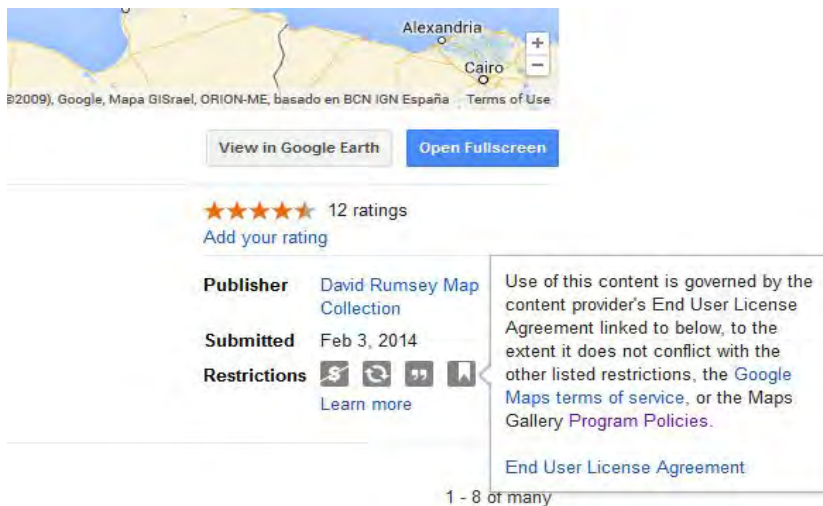 Alexandria
+
Cairo
−
©2009), Google, Mapa GISrael, ORION-ME, basado en BCN IGN España Terms of Use
View in Google Earth Open Fullscreen
12 ratings
Add your rating
Publisher David Rumsey Map
Collection
Submitted Feb 3, 2014
Restrictions
Learn more
Use of this content is governed by the
content provider's End User License
Agreement linked to below, to the
extent it does not conflict with the
other listed restrictions, the Google
Maps terms of service, or the Maps
Gallery Program Policies.
End User License Agreement
1 - 8 of many